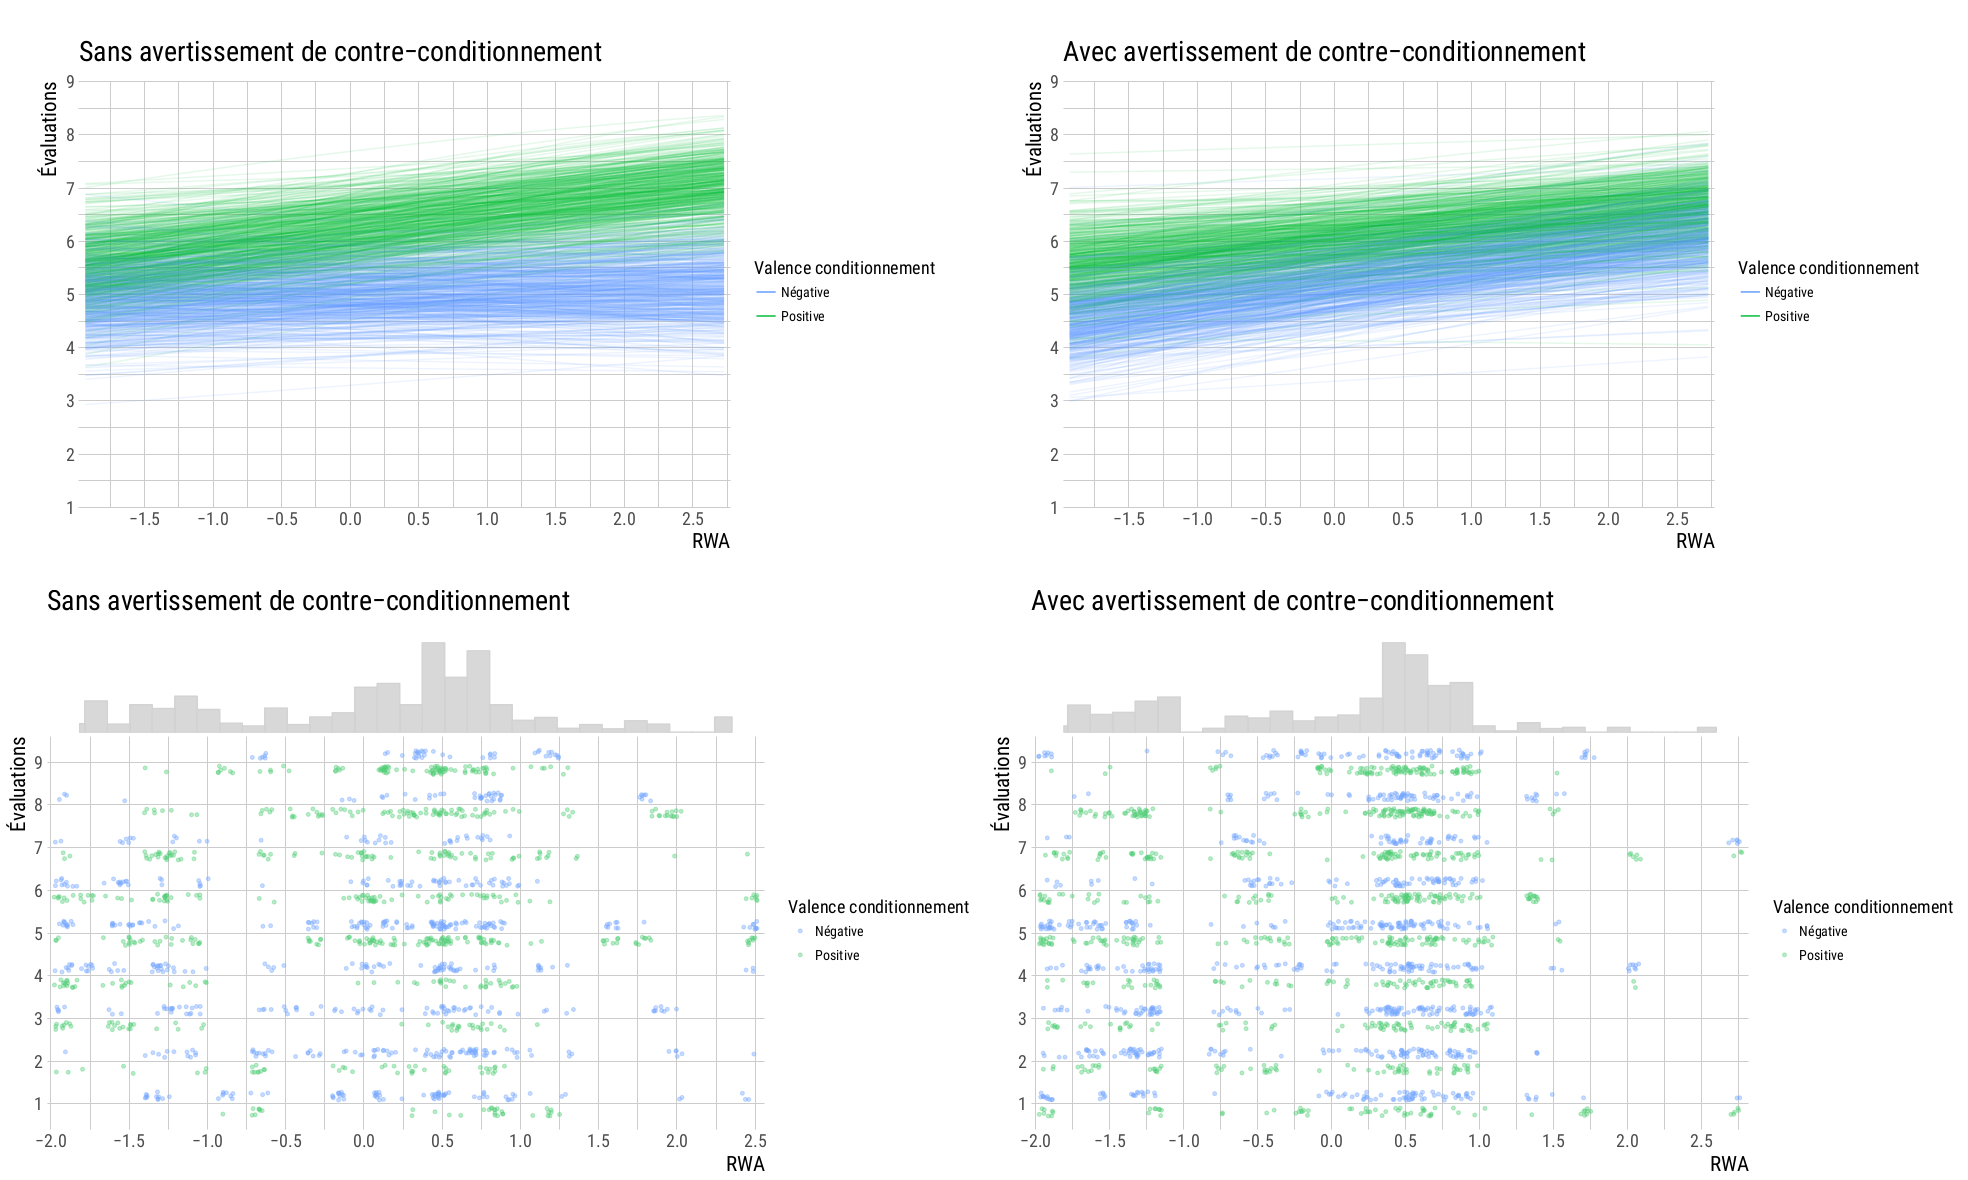 Sans avertissement de contre−conditionnement
Évaluations
9
8
7
6
5
4
3
2
1
−1.5 −1.0 −0.5 0.0 0.5 1.0 1.5 2.0 2.5
RWA
Valence conditionnement
Négative
Positive
Avec avertissement de contre−conditionnement
Évaluations
9
8
7
6
5
4
3
2
1
−1.5 −1.0 −0.5 0.0 0.5 1.0 1.5 2.0 2.5
RWA
Valence conditionnement
Négative
Positive
Sans avertissement de contre−conditionnement
Évaluations
9
8
7
6
5
4
3
2
1
−2.0 −1.5 −1.0 −0.5 0.0 0.5 1.0 1.5 2.0 2.5
RWA
Valence conditionnement
Négative
Positive
Avec avertissement de contre−conditionnement
Évaluations
9
8
7
6
5
4
3
2
1
−2.0 −1.5 −1.0 −0.5 0.0 0.5 1.0 1.5 2.0 2.5
RWA
Valence conditionnement
Négative
Positive